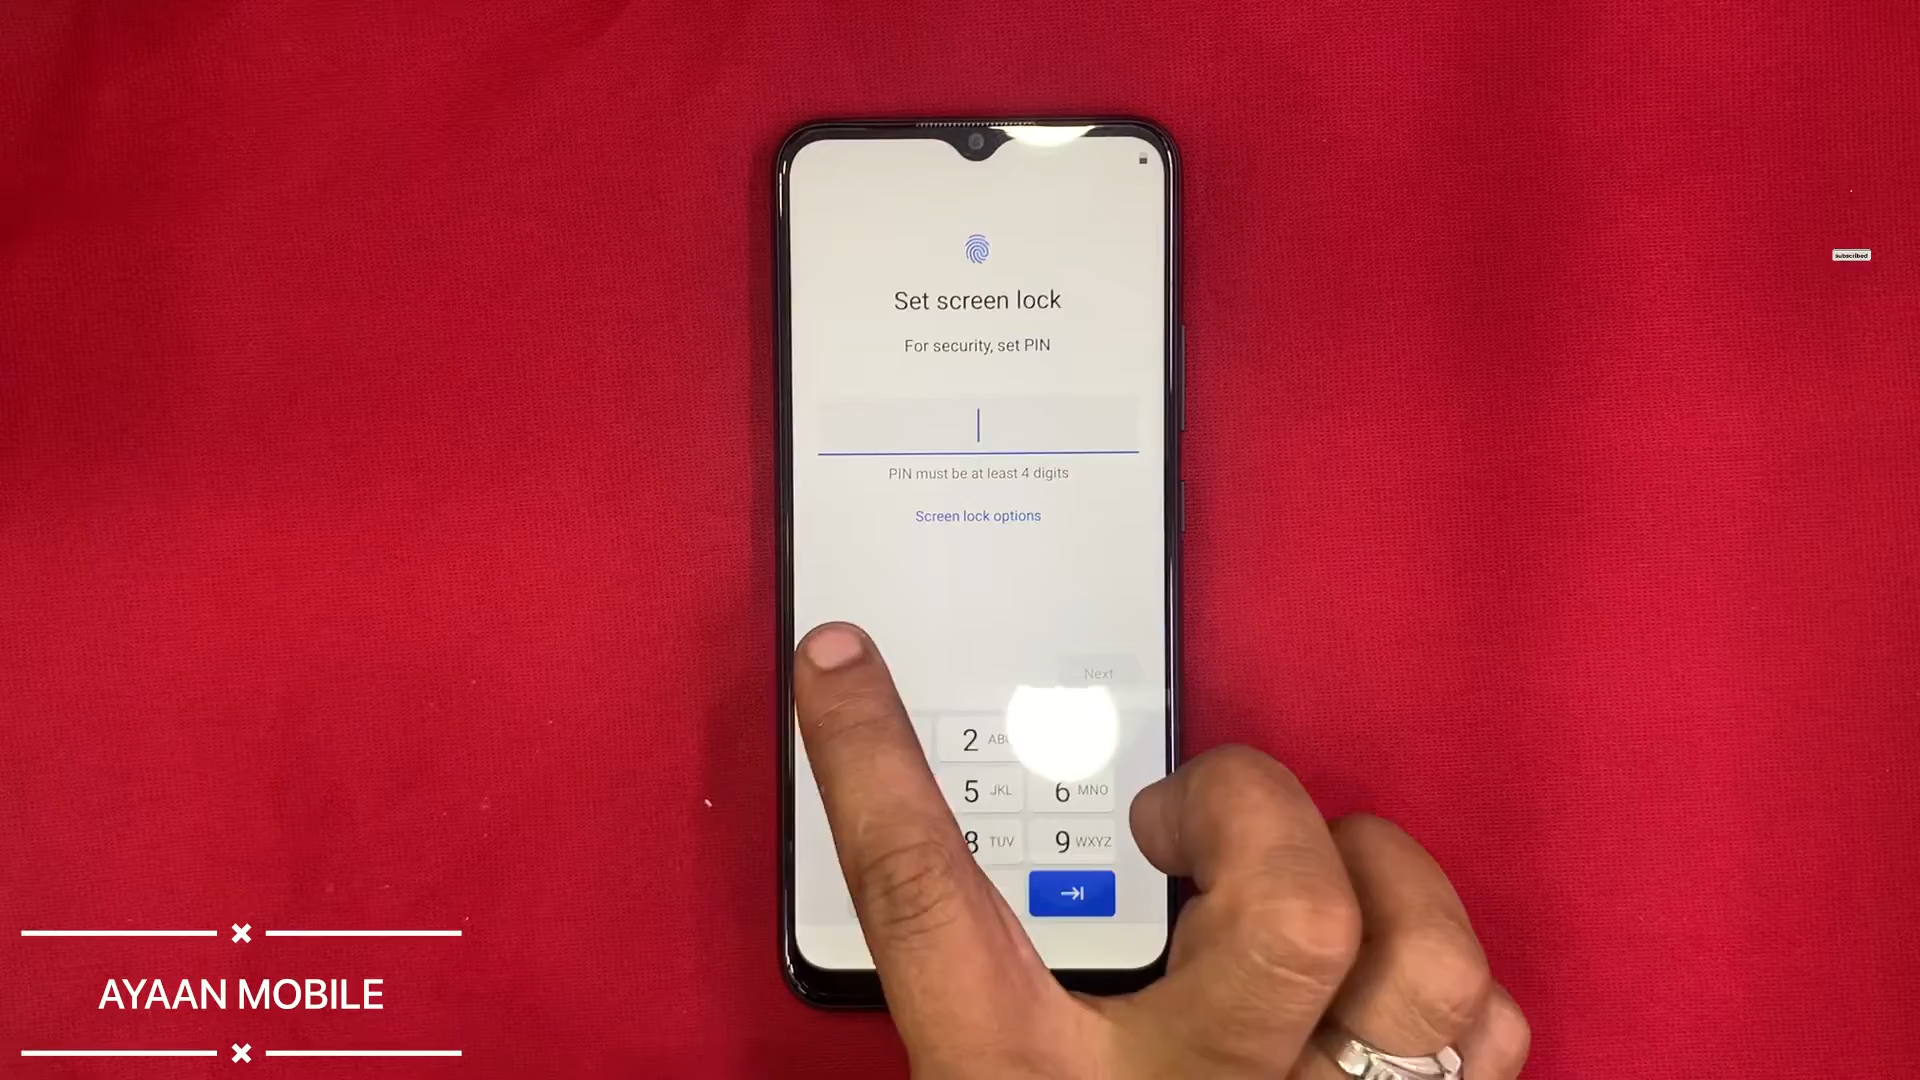 Set screen lock
For security, set PIN
PIN must be at least 4 digits
Screen lock options
Next
2
5 JKL
6 MNO
8 TUV
9 WXYZ
subscribed
AYAAN MOBILE